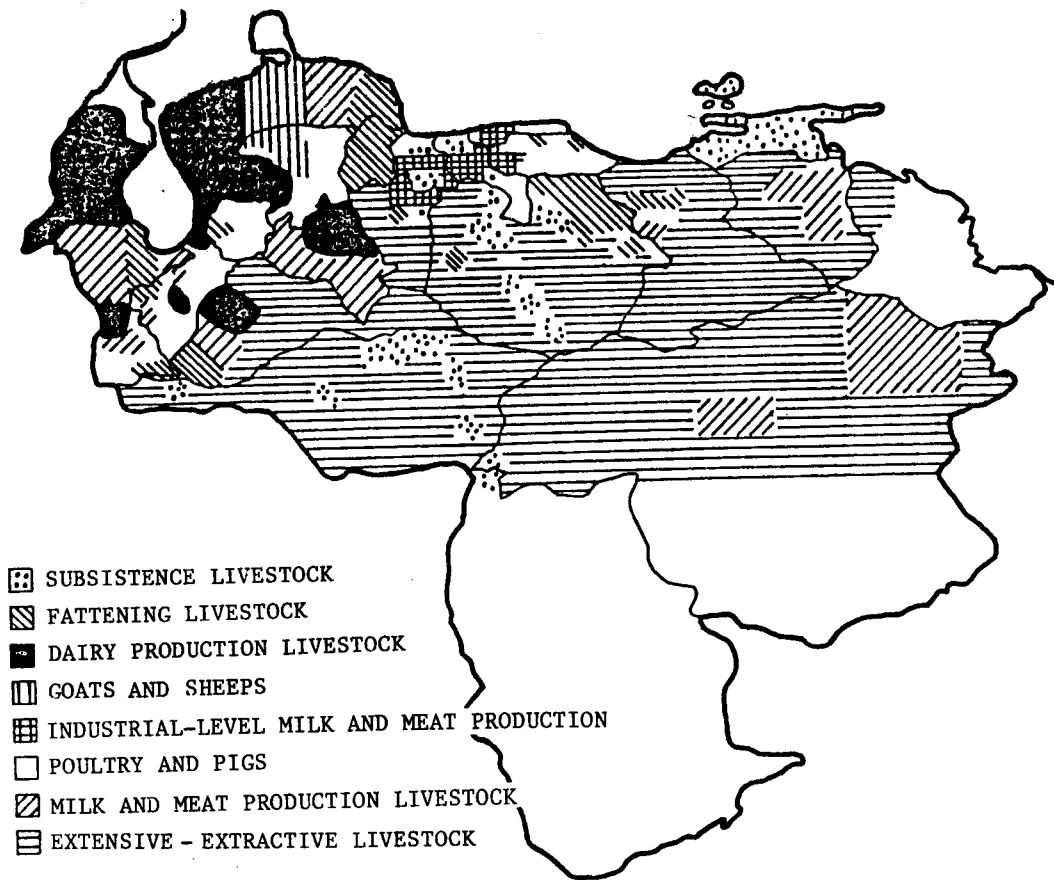 SUBSISTENCE LIVESTOCK
FATTENING LIVESTOCK
DAIRY PRODUCTION LIVESTOCK
GOATS AND SHEEPS
INDUSTRIAL-LEVEL MILK AND MEAT PRODUCTION
POULTRY AND PIGS
MILK AND MEAT PRODUCTION LIVESTOCK
EXTENSIVE - EXTRACTIVE LIVESTOCK